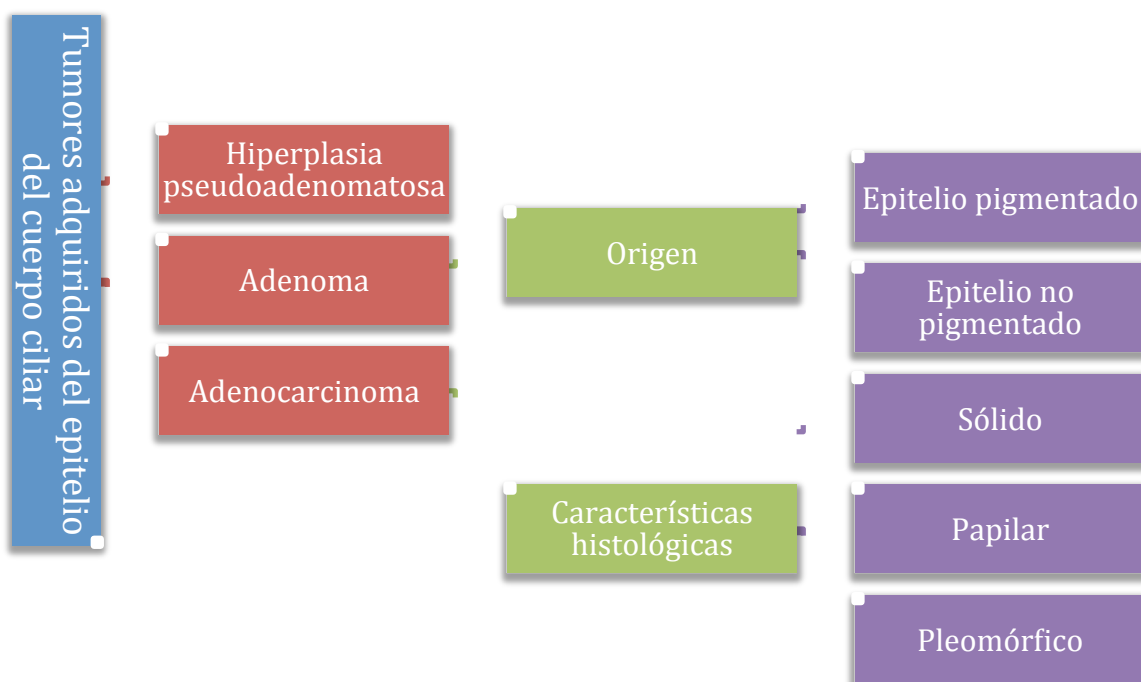 Tumores adquiridos del epitelio
del cuerpo ciliar
Hiperplasia
pseudoadenomatosa
Adenoma
Adenocarcinoma
Origen
Características
histológicas
Epitelio pigmentado
Epitelio no
pigmentado
Sólido
Papilar
Pleomórfico